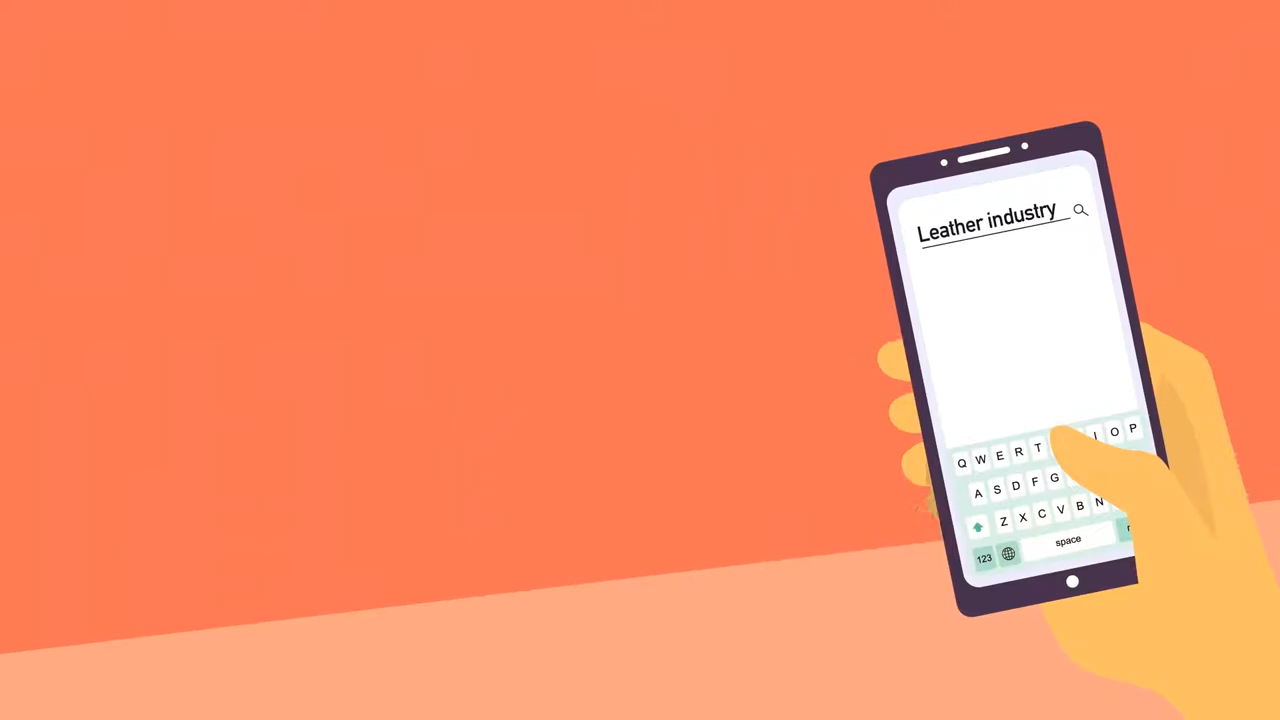 Leather industry
Q W E R T I O P
A S D F G
Z X C V B N
123 space